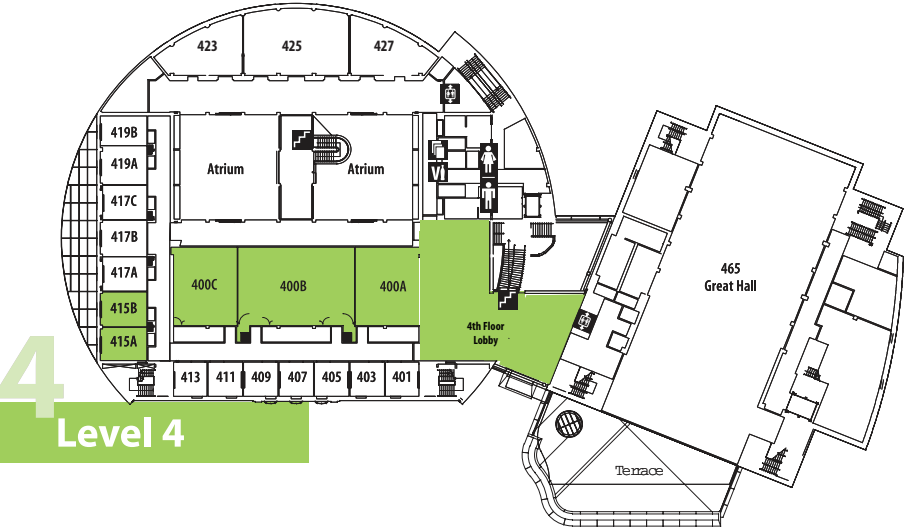 423
425
427
419B
419A
417C
417B
417A
415B
415A
Atrium
Atrium
VT
400C
400B
400A
4th Floor
Lobby
465
Great Hall
413
411
409
407
405
403
401
Terrace
4
Level 4